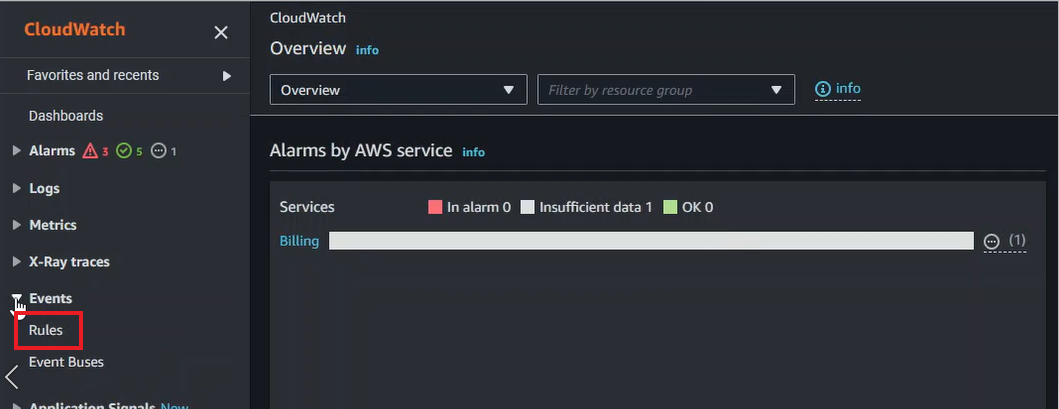 CloudWatch
Favorites and recents
Dashboards
Alarms 3 5 1
Logs
Metrics
X-Ray traces
Events
Rules
Event Buses
Application Signals New
CloudWatch
Overview info
Overview Filter by resource group info
Alarms by AWS service info
Services In alarm 0 Insufficient data 1 OK 0
Billing (1)